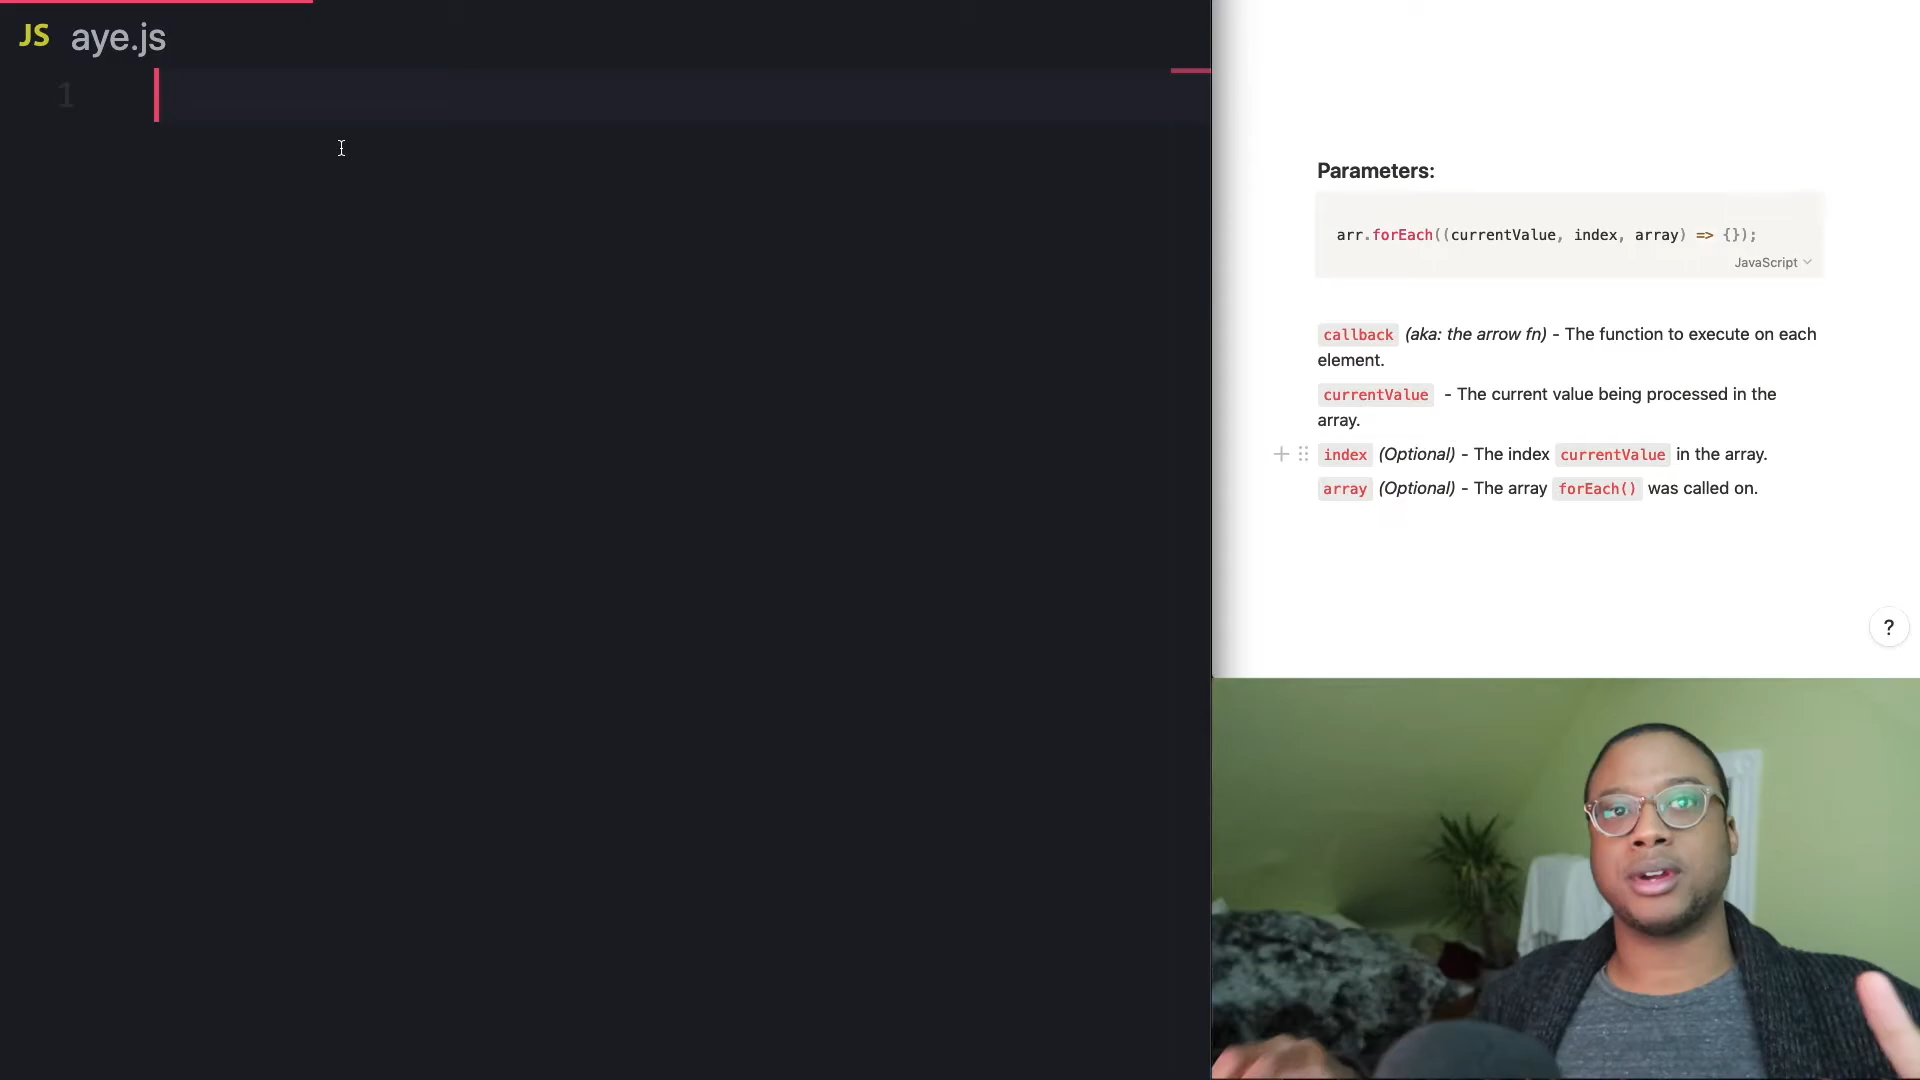 JS aye.js
1
Parameters:
arr.forEach((currentValue, index, array) => {});
JavaScript
callback (aka: the arrow fn) - The function to execute on each
element.
currentValue - The current value being processed in the
array.
index (Optional) - The index currentValue in the array.
array (Optional) - The array forEach() was called on.
?